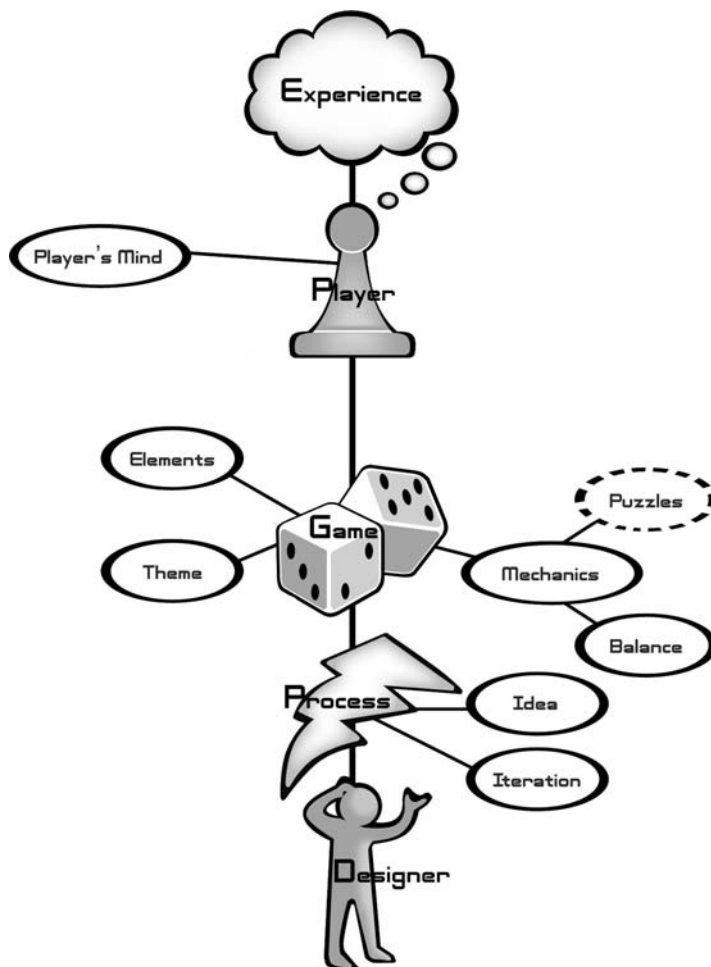 Experience
Player's Mind
Player
Elements
Puzzles
Game
Theme
Mechanics
Balance
Process
Idea
Iteration
Designer